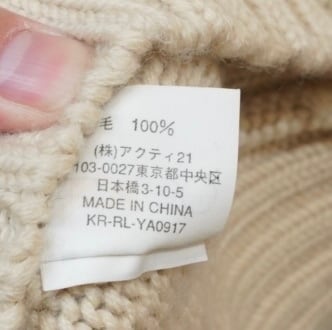 毛 100%
(株)アクティ21
103-0027東京都中央区
日本橋3-10-5
MADE IN CHINA
KR-RL-YA0917